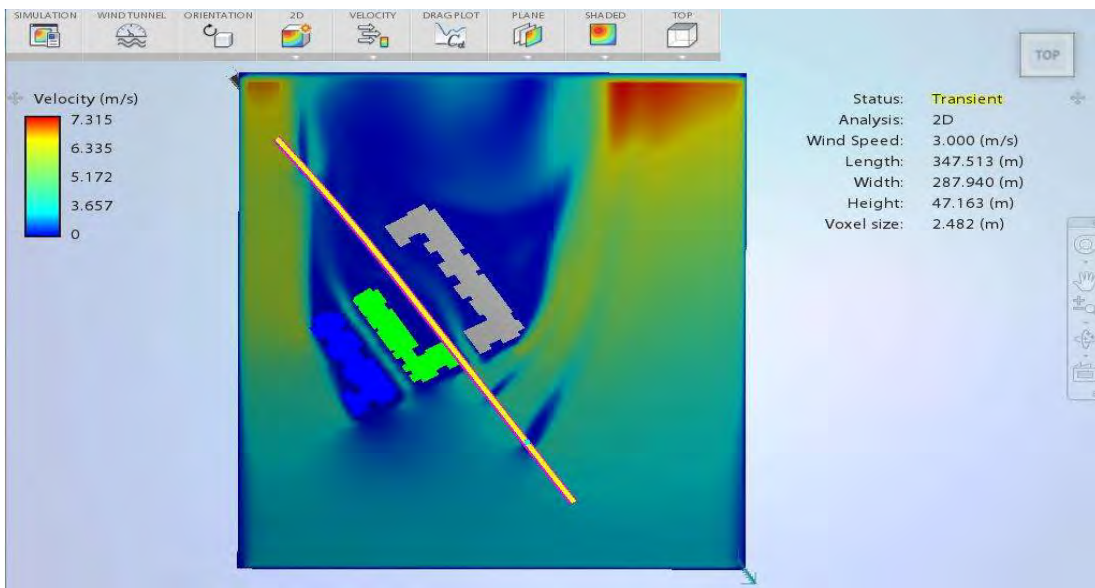 SIMULATION WIND TUNNEL ORIENTATION 2D VELOCITY DRAG PLOT PLANE SHADED TOP
Cd
TOP
Velocity (m/s)
7.315
6.335
5.172
3.657
0
Status: Transient
Analysis: 2D
Wind Speed: 3.000 (m/s)
Length: 347.513 (m)
Width: 287.940 (m)
Height: 47.163 (m)
Voxel size: 2.482 (m)